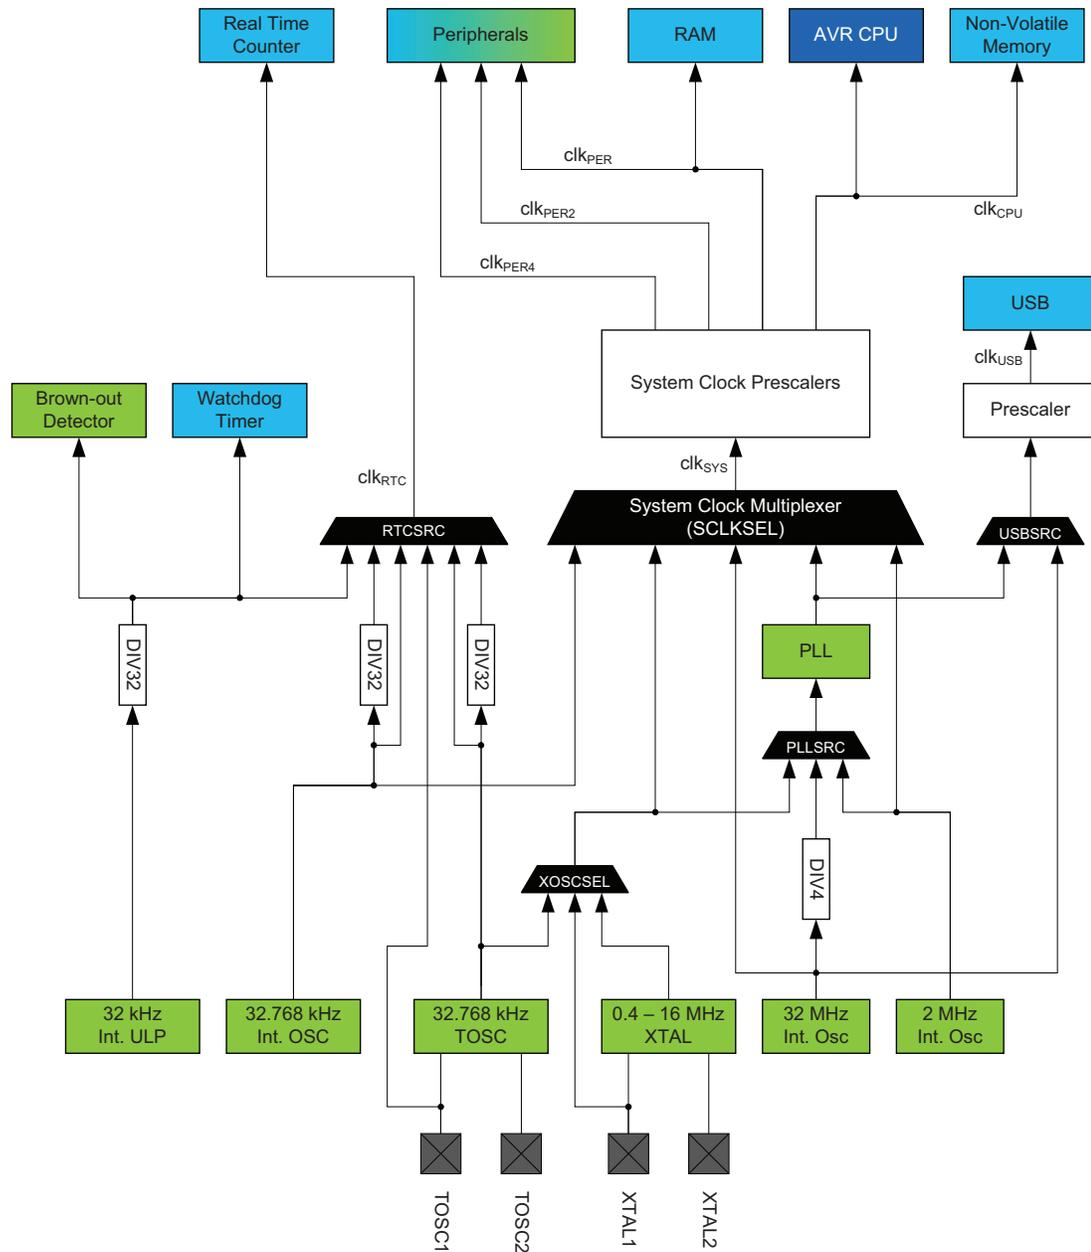 Real Time
Counter
Peripherals
RAM
AVR CPU
Non-Volatile
Memory
clkPER
clkPER2
clkCPU
clkPER4
USB
clkUSB
System Clock Prescalers
Brown-out
Detector
Watchdog
Timer
Prescaler
clkRTC
clkSYS
System Clock Multiplexer
(SCLKSEL)
RTCSRC
USBSRC
DIV32
DIV32
DIV32
PLL
PLLSRC
DIV4
XOSCSEL
32 kHz
Int. ULP
32.768 kHz
Int. OSC
32.768 kHz
TOSC
0.4 – 16 MHz
XTAL
32 MHz
Int. Osc
2 MHz
Int. Osc
TOSC1
TOSC2
XTAL1
XTAL2